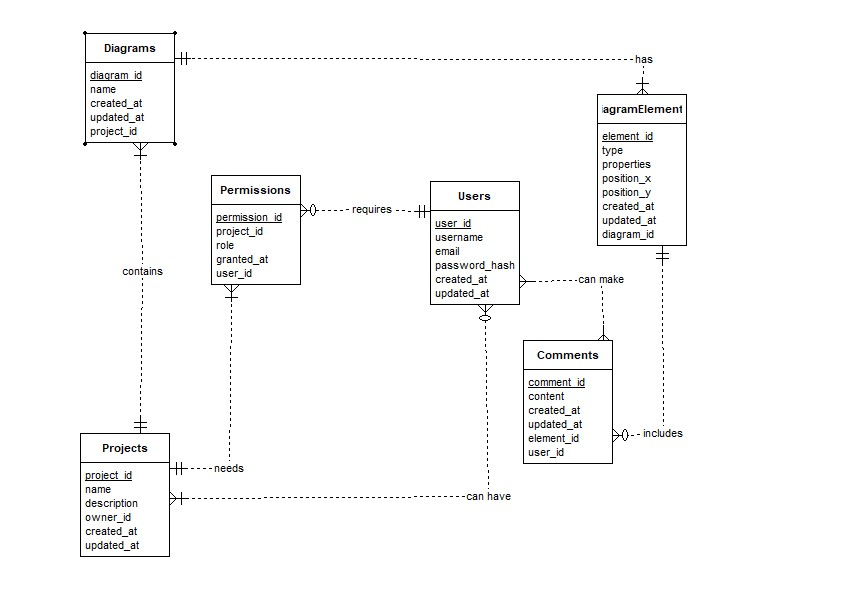 Diagrams
diagram_id
name
created_at
updated_at
project_id
has
iagramElement
element_id
type
properties
position_x
position_y
created_at
updated_at
diagram_id
Permissions
permission_id
project_id
role
granted_at
user_id
requires
Users
user_id
username
email
password_hash
created_at
updated_at
contains
can make
Comments
comment_id
content
created_at
updated_at
element_id
user_id
includes
Projects
project_id
name
description
owner_id
created_at
updated_at
needs
can have